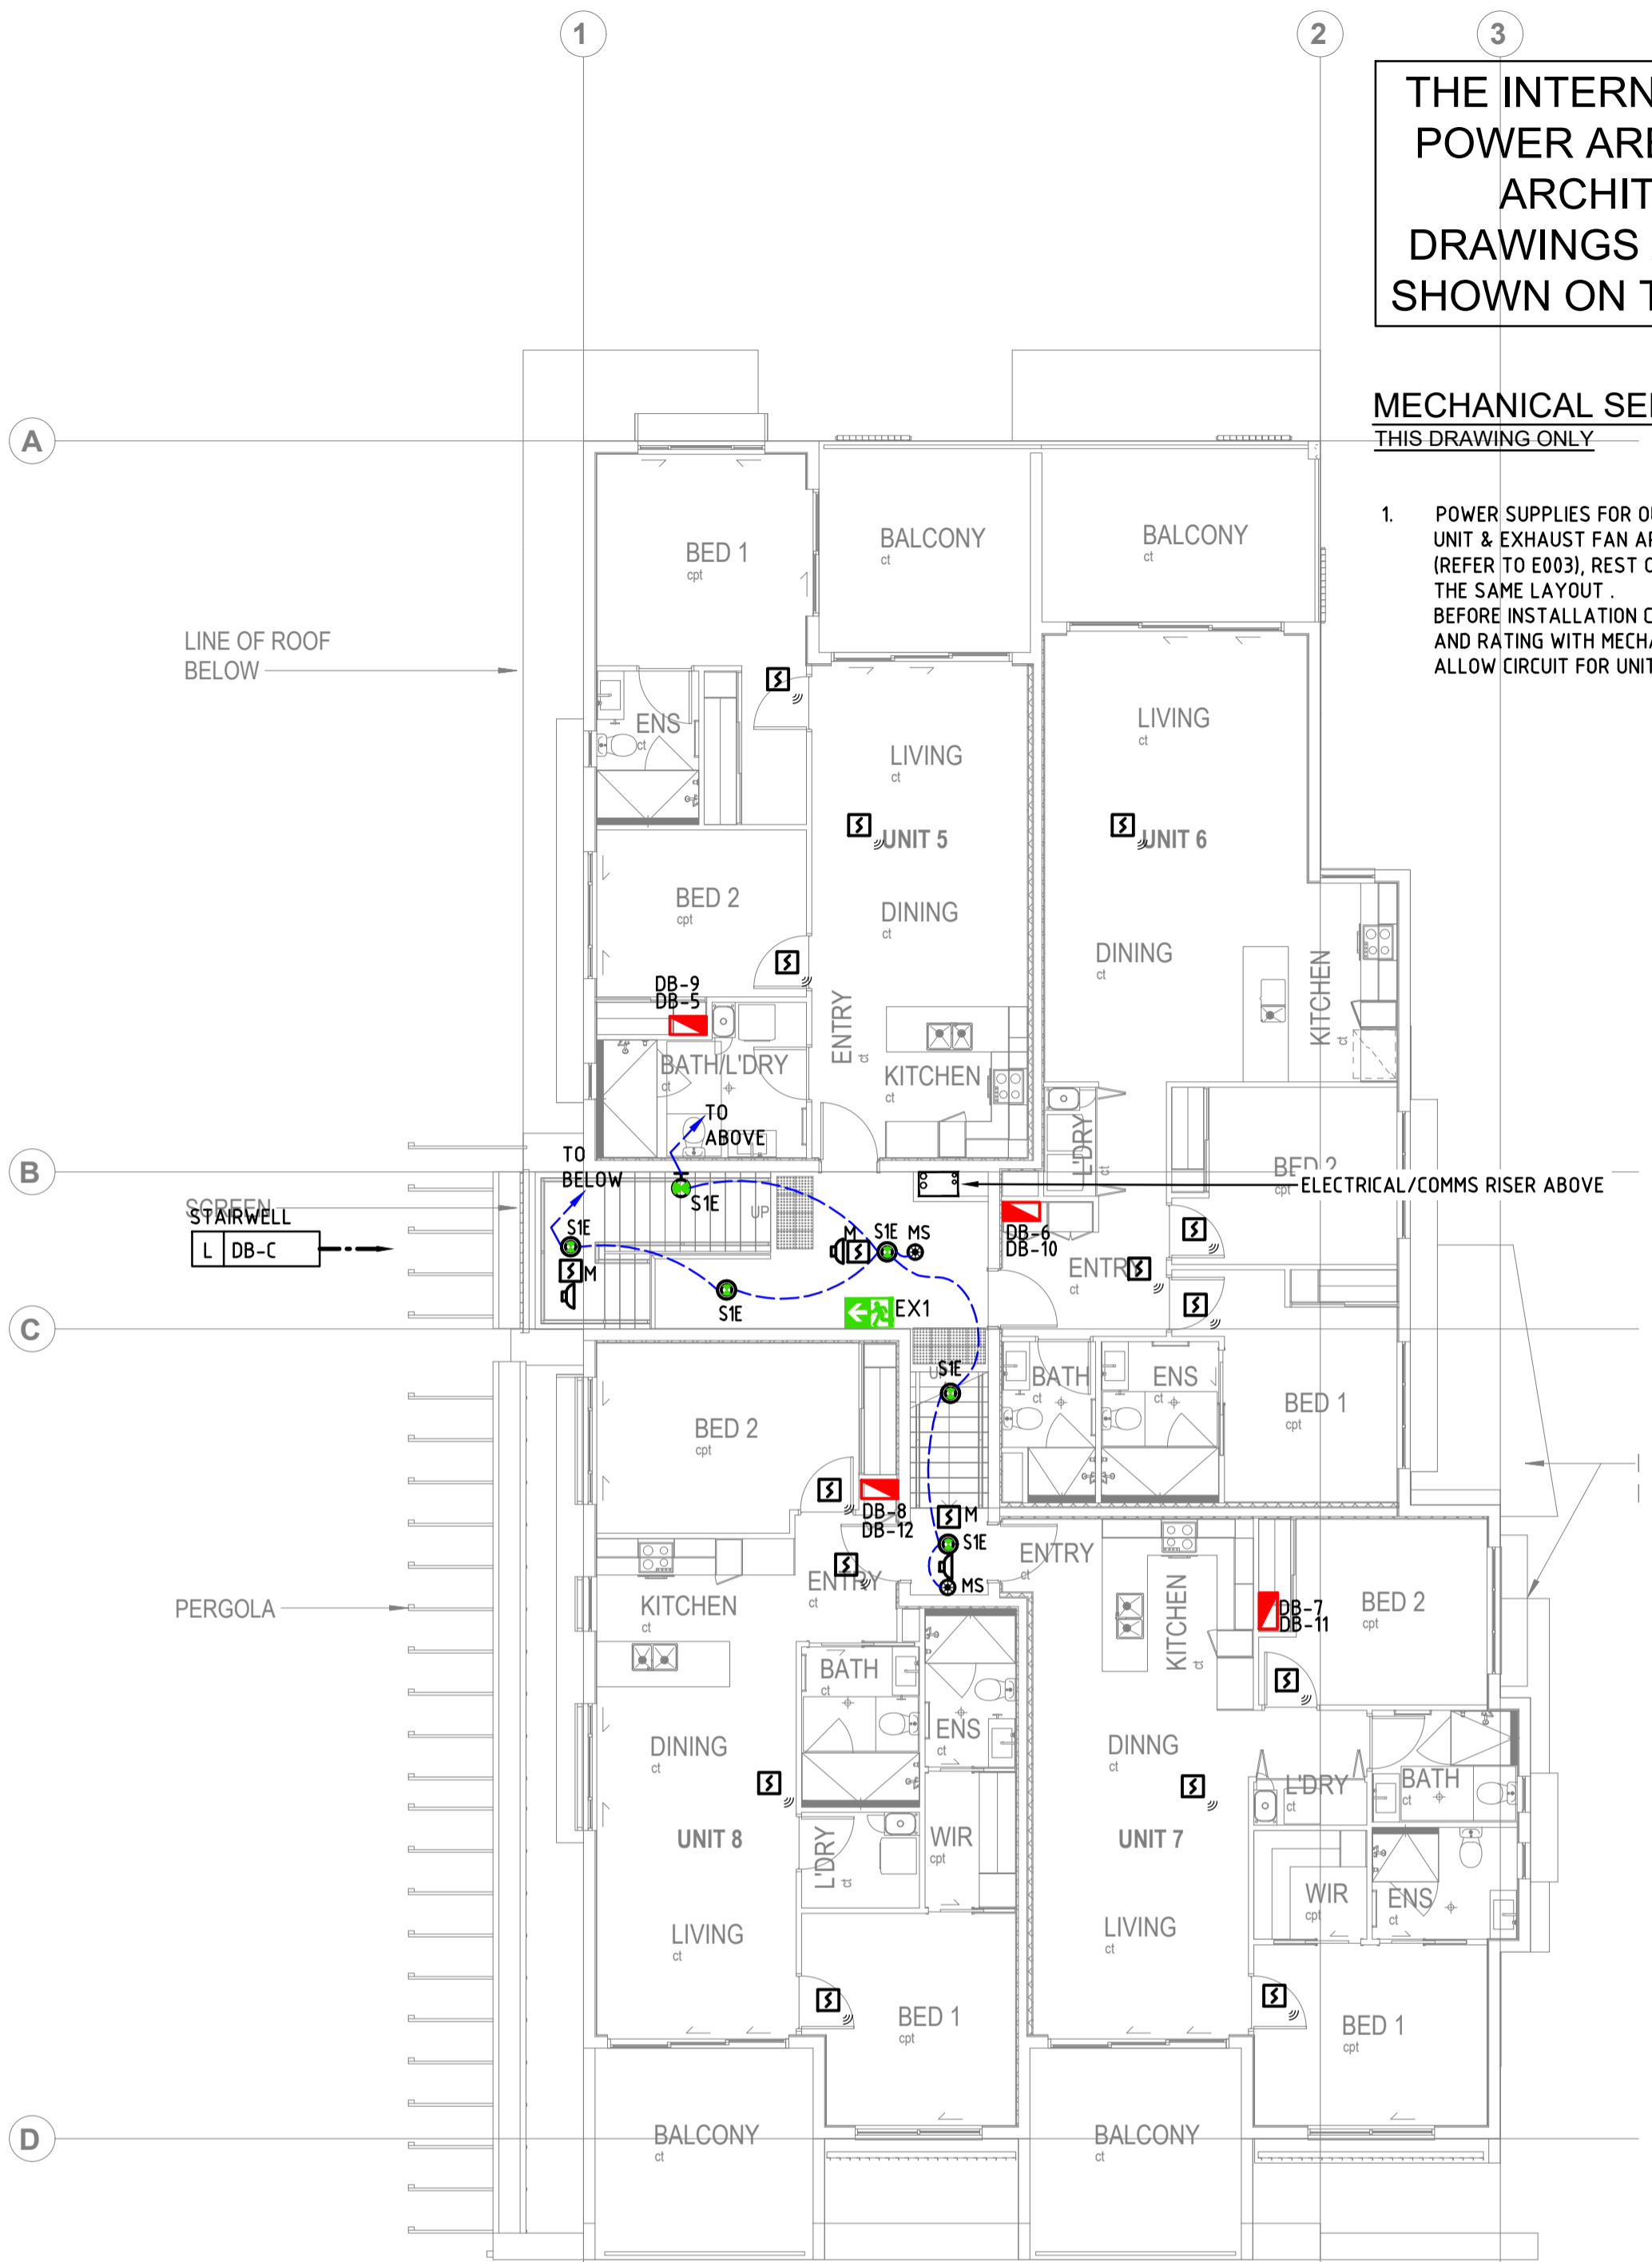 1
2
3
THE INTERN
POWER ARE
ARCHIT
DRAWINGS
SHOWN ON T
MECHANICAL SE
THIS DRAWING ONLY
1. POWER SUPPLIES FOR OU
UNIT & EXHAUST FAN AR
(REFER TO E003), REST O
THE SAME LAYOUT .
BEFORE INSTALLATION C
AND RATING WITH MECHA
ALLOW CIRCUIT FOR UNIT
A
BED 1
cpt
BALCONY
ct
BALCONY
ct
LINE OF ROOF
BELOW
ENS
ct
LIVING
ct
LIVING
ct
UNIT 5
UNIT 6
BED 2
cpt
DINING
ct
DINING
ct
KITCHEN
ct
DB-9
DB-5
ENTRY
ct
BATH/L'DRY
ct
KITCHEN
ct
TO
ABOVE
L'DRY
ct
B
TO
BELOW
BED 2
cpt
ELECTRICAL/COMMS RISER ABOVE
SCREEN
STAIRWELL
L DB-C
S1E
UP
S1E
M
M
S1E
MS
DB-6
DB-10
ENTRY
ct
S1E
EX1
C
S1E
UP
BATH
ct
ENS
ct
BED 1
cpt
BED 2
cpt
DB-8
DB-12
M
S1E
MS
ENTRY
ct
ENTRY
ct
PERGOLA
KITCHEN
ct
KITCHEN
ct
DB-7
DB-11
BED 2
cpt
BATH
ct
ENS
ct
DINING
ct
DINNG
ct
L'DRY
ct
BATH
ct
UNIT 8
UNIT 7
L'DRY
ct
WIR
cpt
WIR
cpt
ENS
ct
LIVING
ct
LIVING
ct
BED 1
cpt
BED 1
cpt
D
BALCONY
ct
BALCONY
ct